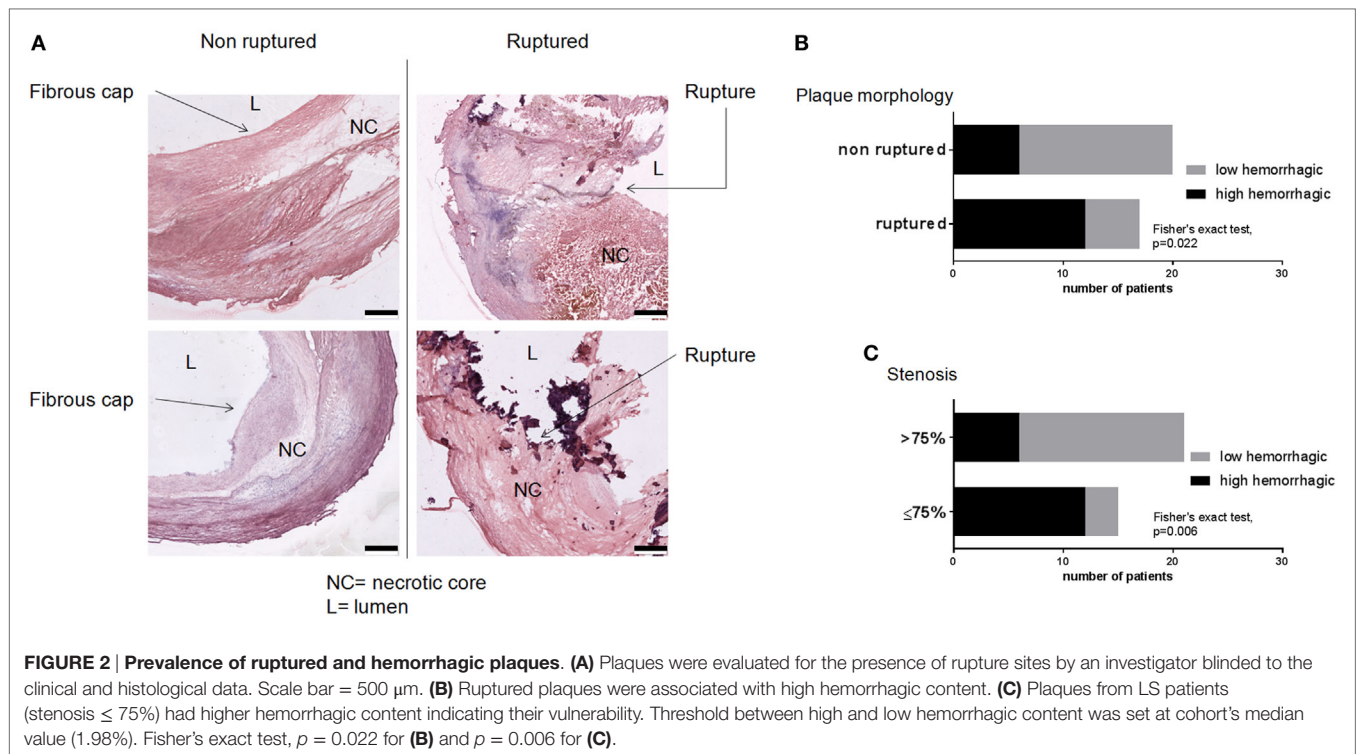 A
Non ruptured
Ruptured
Fibrous cap
L
NC
Rupture
L
NC
L
Fibrous cap
NC
L
Rupture
NC
NC= necrotic core
L= lumen
B
Plaque morphology
non ruptured
ruptured
low hemorrhagic
high hemorrhagic
Fisher's exact test,
p=0.022
0 10 20 30
number of patients
C
Stenosis
>75%
≤75%
low hemorrhagic
high hemorrhagic
Fisher's exact test,
p=0.006
0 10 20 30
number of patients
FIGURE 2 | Prevalence of ruptured and hemorrhagic plaques. (A) Plaques were evaluated for the presence of rupture sites by an investigator blinded to the
clinical and histological data. Scale bar = 500 μm. (B) Ruptured plaques were associated with high hemorrhagic content. (C) Plaques from LS patients
(stenosis ≤ 75%) had higher hemorrhagic content indicating their vulnerability. Threshold between high and low hemorrhagic content was set at cohort's median
value (1.98%). Fisher's exact test, p = 0.022 for (B) and p = 0.006 for (C).